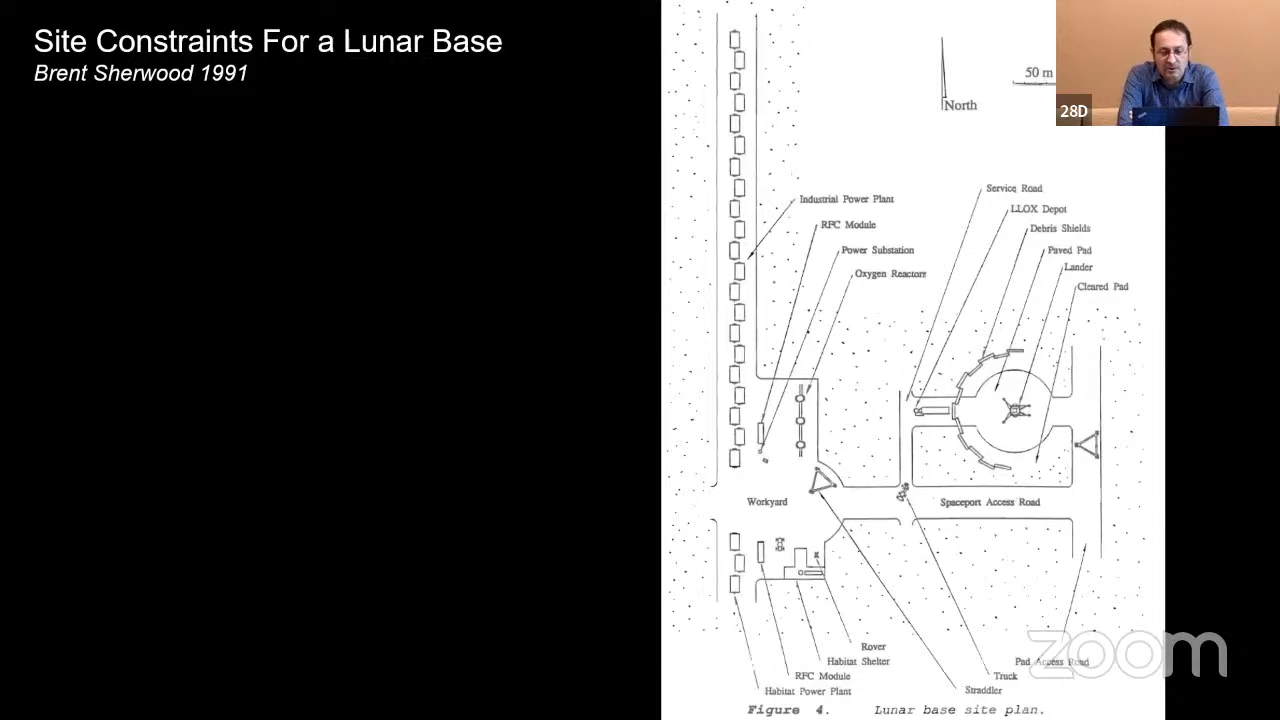 Site Constraints For a Lunar Base
Brent Sherwood 1991
50 m
North
28D
Service Road
Industrial Power Plant
LLOX Depot
RFC Module
Debris Shields
Power Substation
Paved Pad
Lander
Oxygen Reactors
Cleared Pad
Workyard
Spaceport Access Road
Rover
Habitat Shelter
Pad Access Road
RFC Module
Truck
Habitat Power Plant
Straddler
Figure 4. Lunar base site plan.
zoom